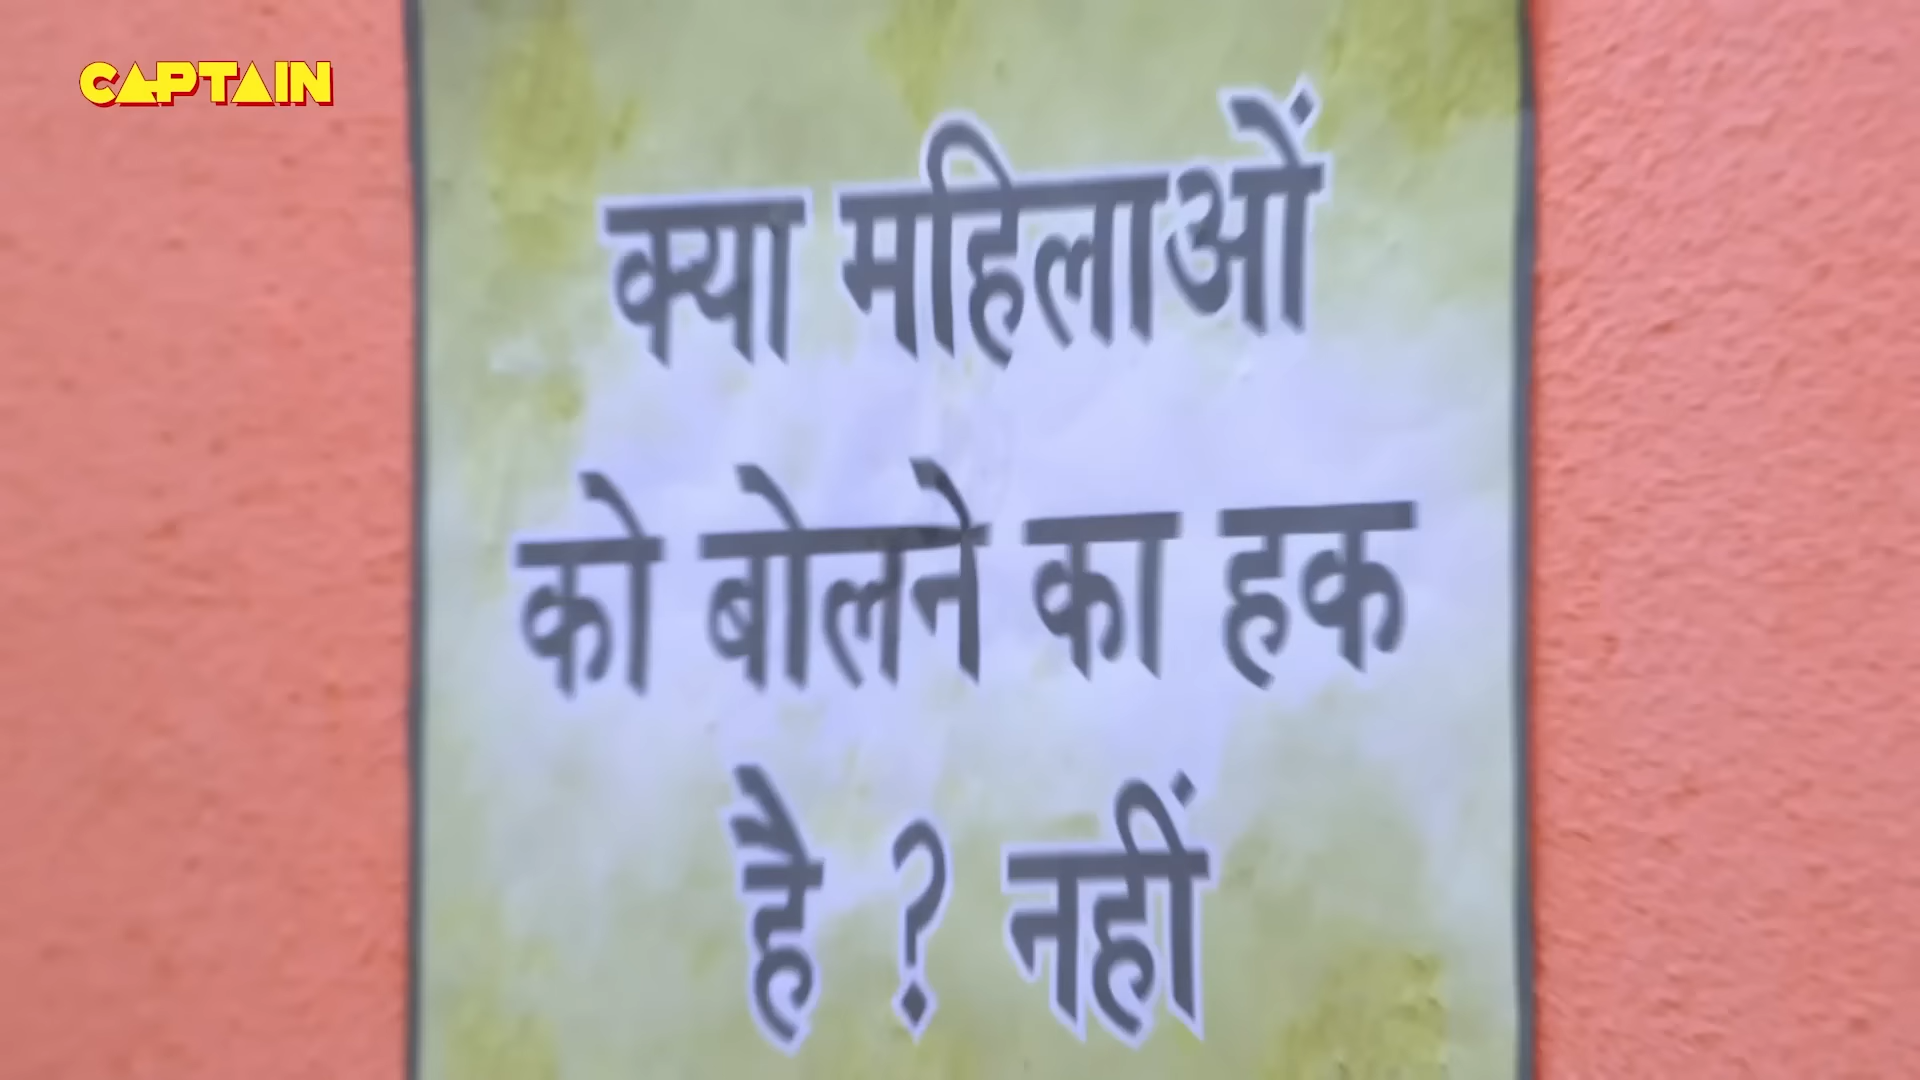 CAPTAIN
क्या महिलाओं
को बोलने का हक
है ? नहीं